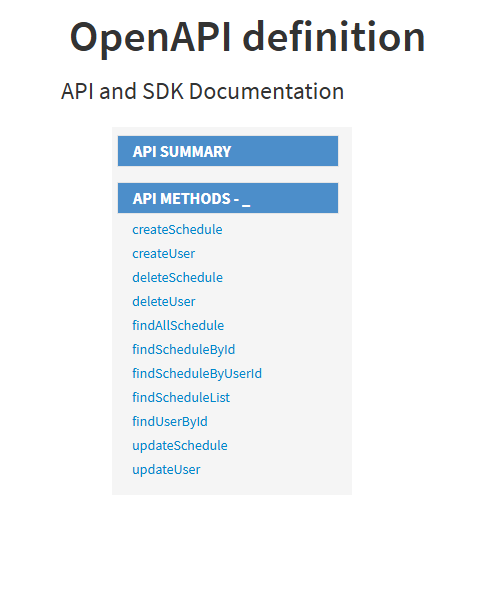 OpenAPI definition
API and SDK Documentation
API SUMMARY
API METHODS - _
createSchedule
createUser
deleteSchedule
deleteUser
findAllSchedule
findScheduleById
findScheduleByUserId
findScheduleList
findUserById
updateSchedule
updateUser